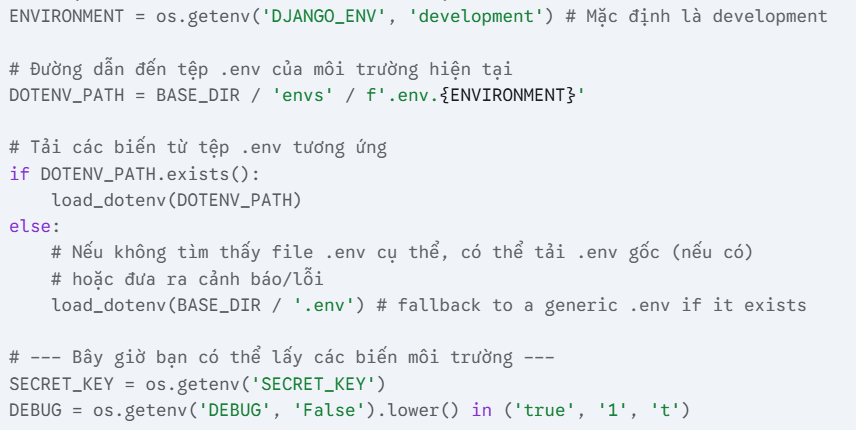 ENVIRONMENT = os.getenv('DJANGO_ENV', 'development') # Mặc định là development
# Đường dẫn đến tệp .env của môi trường hiện tại
DOTENV_PATH = BASE_DIR / 'envs' / f'.env.{ENVIRONMENT}'
# Tải các biến từ tệp .env tương ứng
if DOTENV_PATH.exists():
    load_dotenv(DOTENV_PATH)
else:
    # Nếu không tìm thấy file .env cụ thể, có thể tải .env gốc (nếu có)
    # hoặc đưa ra cảnh báo/lỗi
    load_dotenv(BASE_DIR / '.env') # fallback to a generic .env if it exists
# --- Bây giờ bạn có thể lấy các biến môi trường ---
SECRET_KEY = os.getenv('SECRET_KEY')
DEBUG = os.getenv('DEBUG', 'False').lower() in ('true', '1', 't')